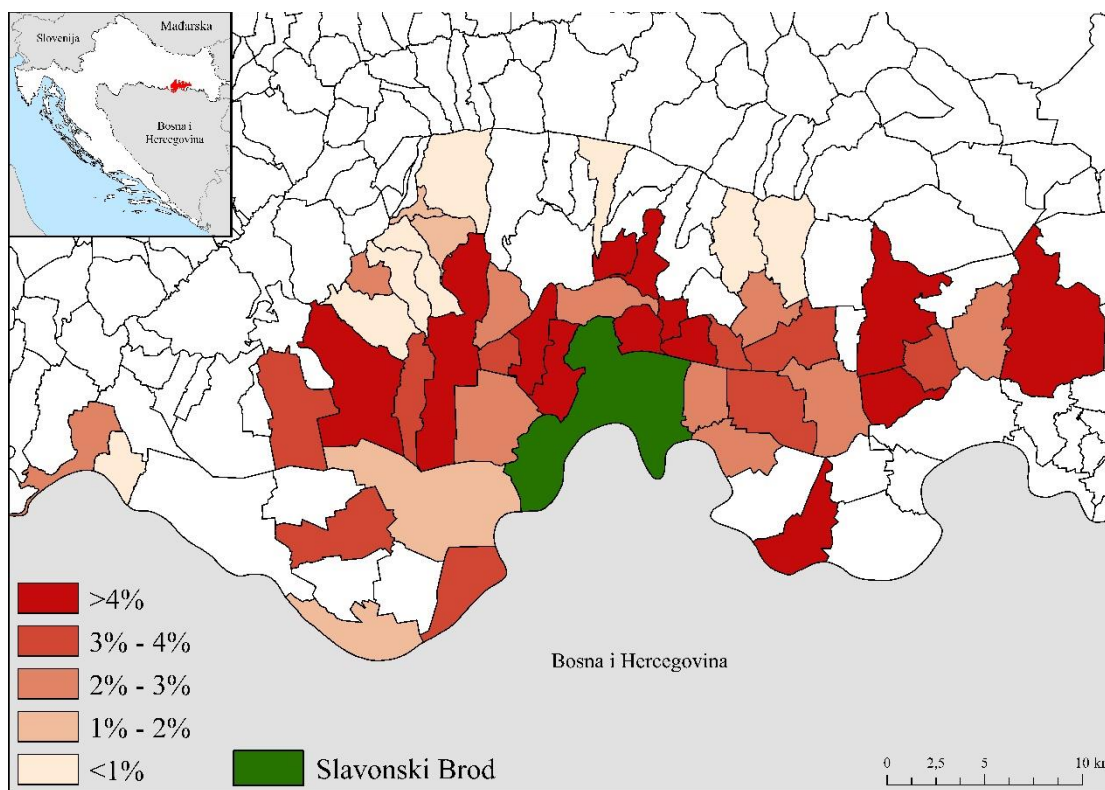 Mađarska
Slovenija
Bosna i
Hercegovina
>4%
3% - 4%
2% - 3%
1% - 2%
<1%
Bosna i Hercegovina
Slavonski Brod
0 2,5 5 10 km